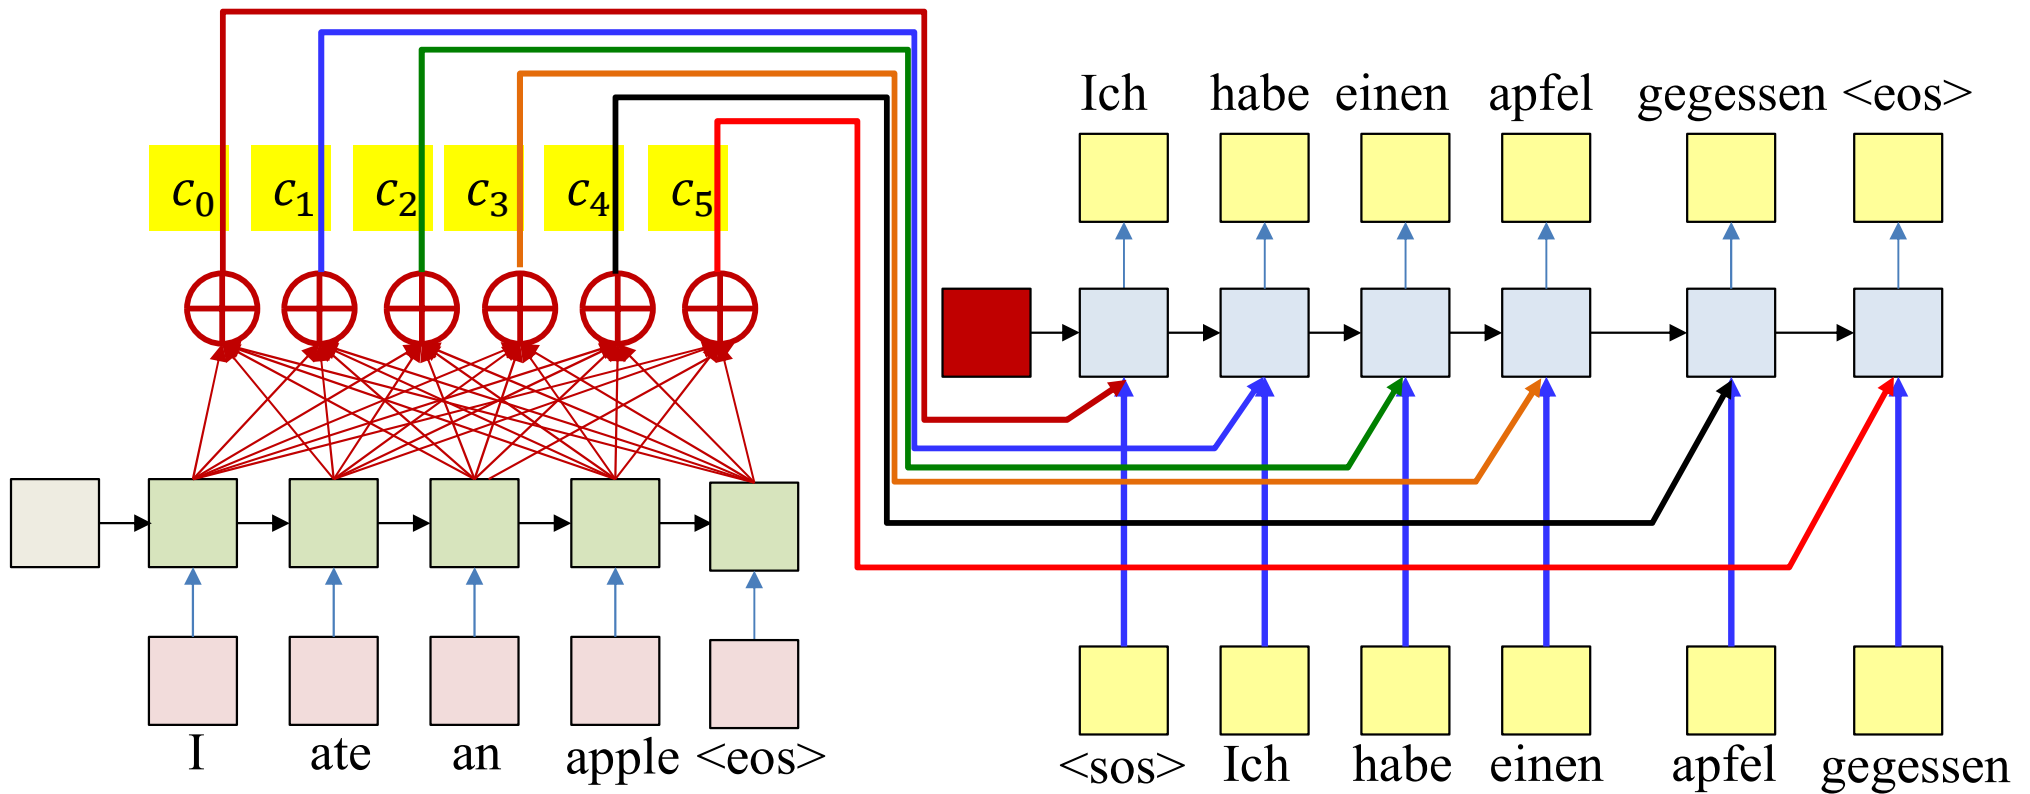 Ich habe einen apfel gegessen <eos>
c₀ c₁ c₂ c₃ c₄ c₅
I ate an apple <eos>
<sos> Ich habe einen apfel gegessen